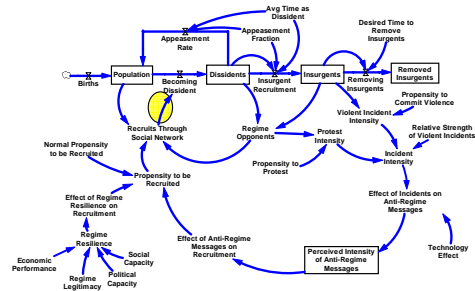 Avg Time as
Dissident
Appeasement
Rate
Appeasement
Fraction
Desired Time to
Remove
Insurgents
Births
Population
Becoming
Dissident
Dissidents
Insurgent
Recruitment
Insurgents
Removing
Insurgents
Removed
Insurgents
Recruits Through
Social Network
Regime
Opponents
Violent Incident
Intensity
Propensity to
Commit Violence
Normal Propensity
to be Recruited
Protest
Intensity
Relative Strength
of Violent Incidents
Incident
Intensity
Propensity to be
Recruited
Propensity to
Protest
Effect of Regime
Resilience on
Recruitment
Effect of Incidents on
Anti-Regime
Messages
Regime
Resilience
Effect of Anti-Regime
Messages on
Recruitment
Perceived Intensity
of Anti-Regime
Messages
Technology
Effect
Economic
Performance
Social
Capacity
Regime
Legitimacy
Political
Capacity